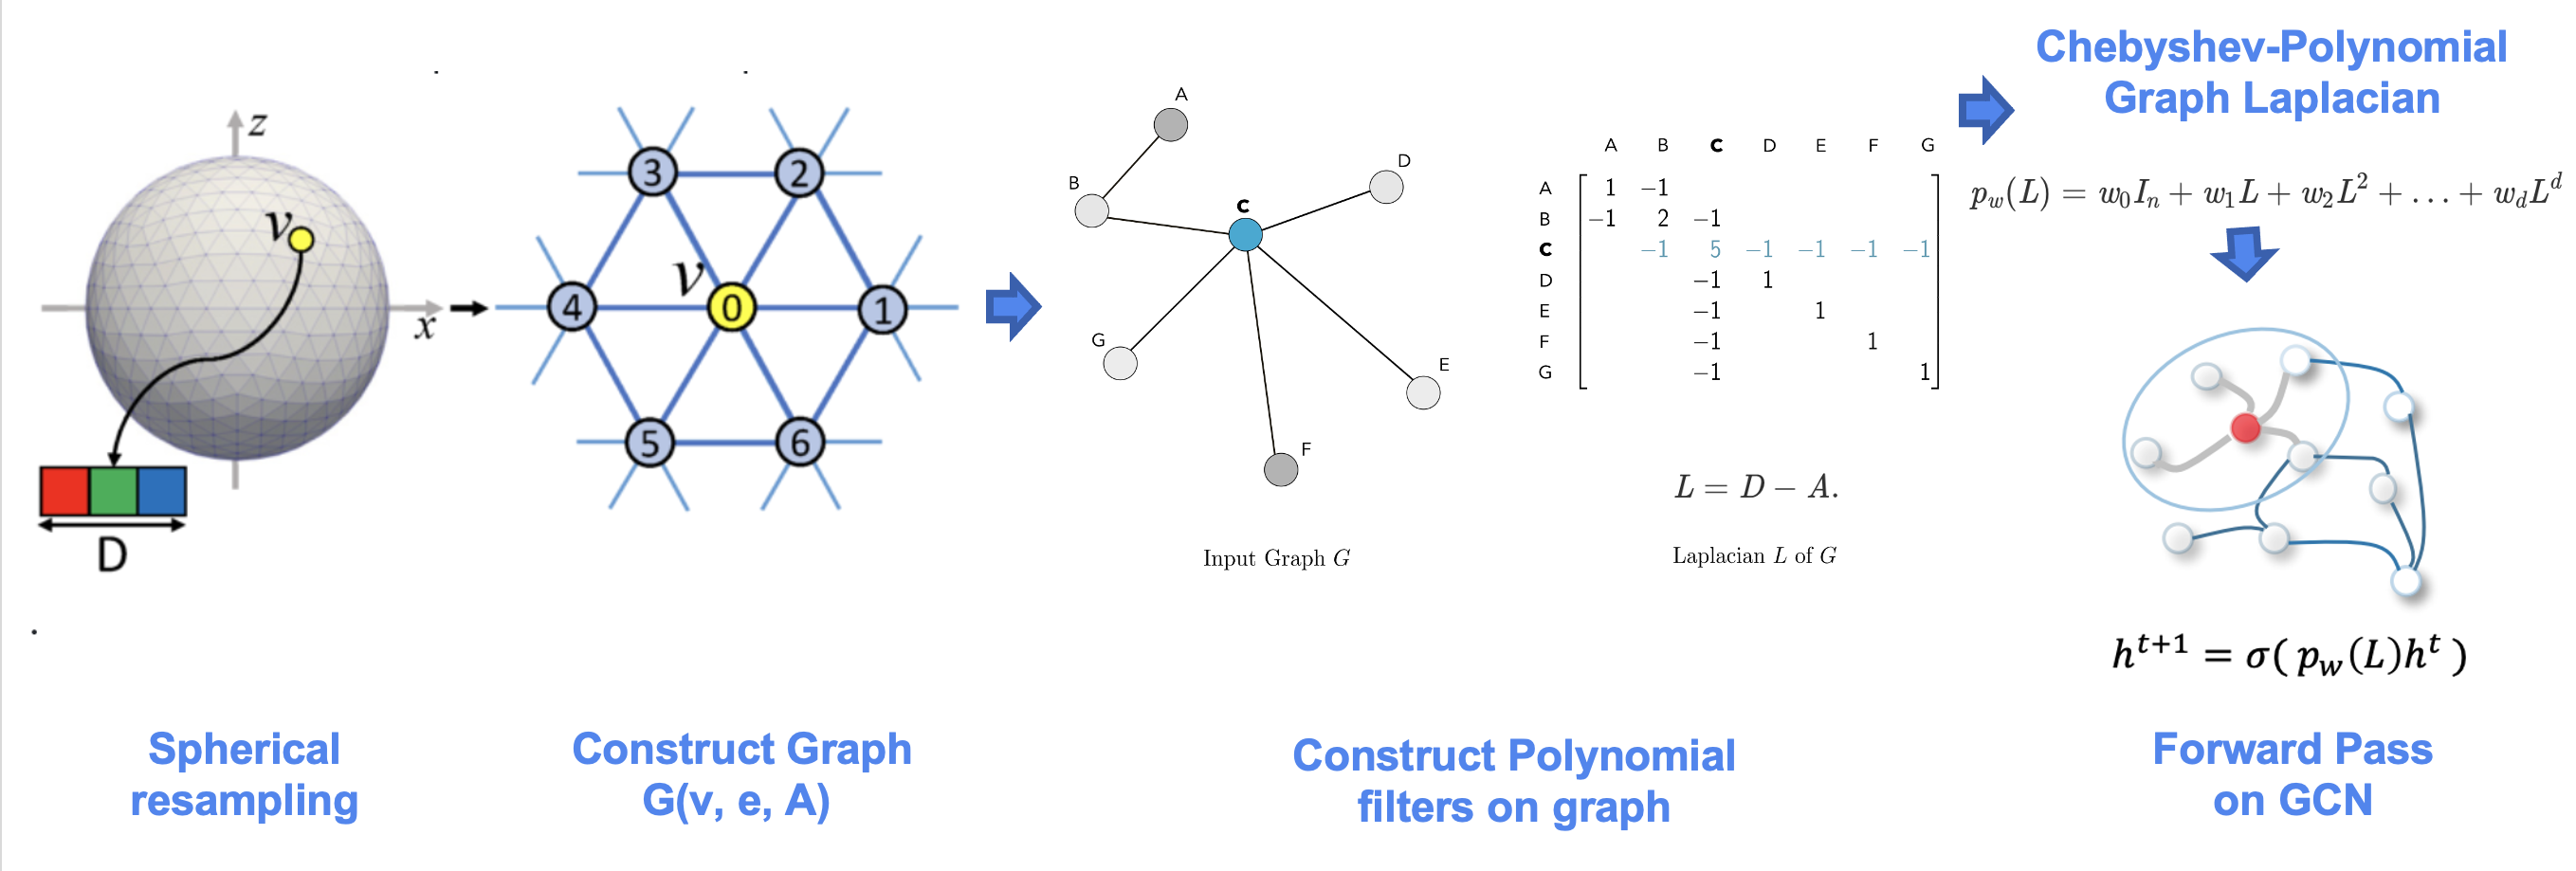 z
v
x
D
3
2
4
v
0
1
5
6
A
B
C
D
G
E
F
Input Graph G
A B C D E F G
A 1 −1
B −1 2 −1
C −1 5 −1 −1 −1 −1
D −1 1
E −1 1
F −1 1
G −1 1
L = D − A.
Laplacian L of G
Chebyshev-Polynomial
Graph Laplacian
p_w(L) = w_0 I_n + w_1 L + w_2 L^2 + … + w_d L^d
h^{t+1} = σ( p_w(L)h^t )
Spherical
resampling
Construct Graph
G(v, e, A)
Construct Polynomial
filters on graph
Forward Pass
on GCN